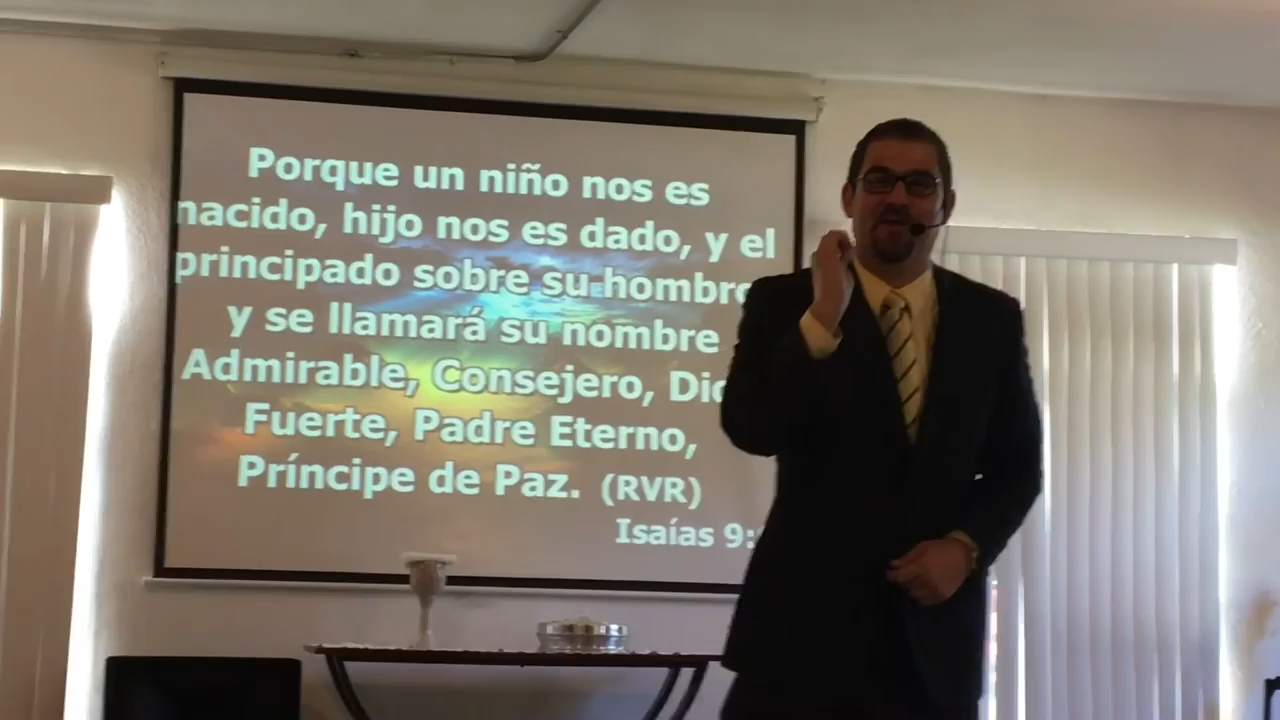 Porque un niño nos es
nacido, hijo nos es dado, y el
principado sobre su hombro
y se llamará su nombre
Admirable, Consejero,
Fuerte, Padre Eterno,
Príncipe de Paz. (RVR)
Isaías 9: